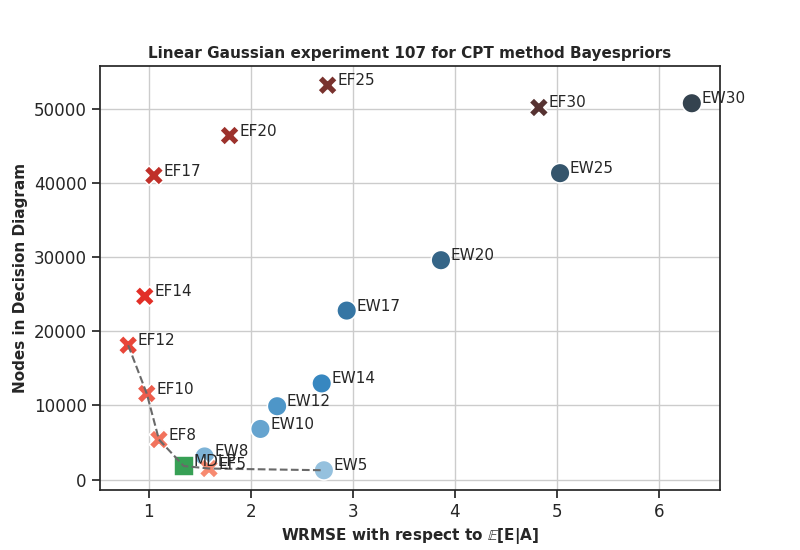 Linear Gaussian experiment 107 for CPT method Bayespriors
Nodes in Decision Diagram
50000
40000
30000
20000
10000
0
EF25
EW30
EF30
EF20
EF17
EW25
EW20
EF14
EW17
EF12
EW14
EF10
EW12
EW10
EF8
EW8
MDLP
EF5
EW5
1 2 3 4 5 6
WRMSE with respect to 𝔼[E|A]